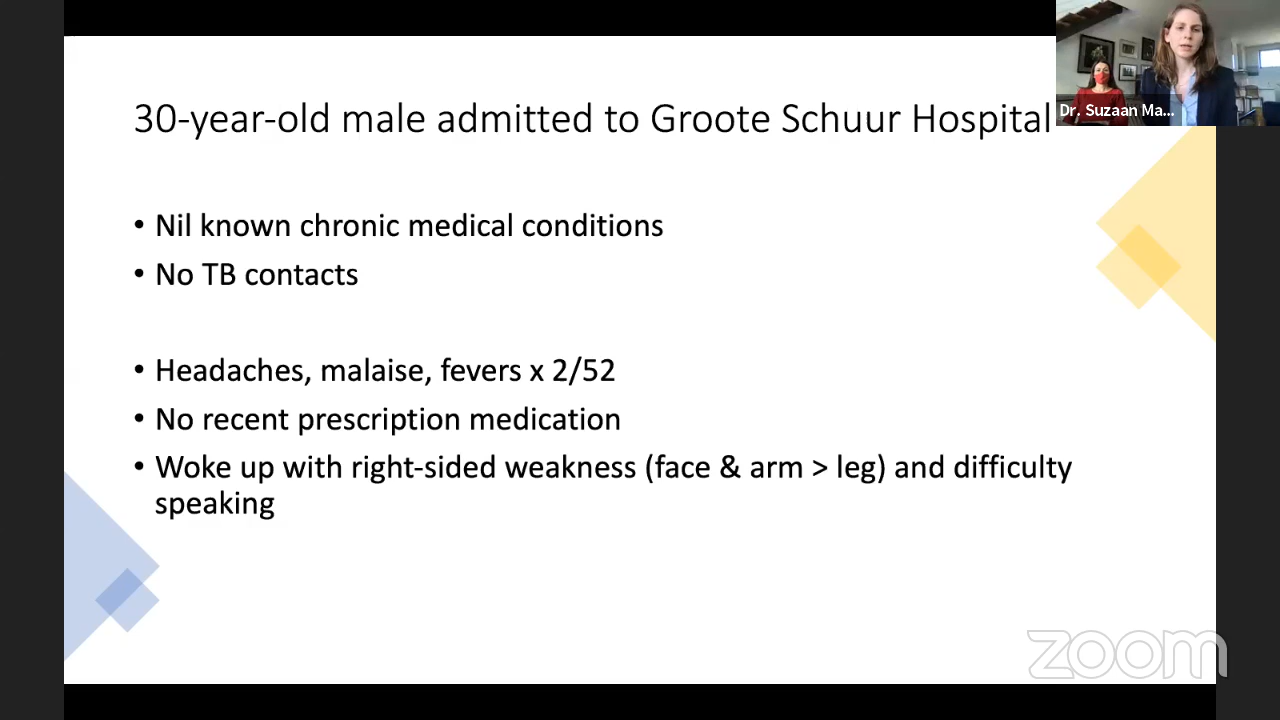 30-year-old male admitted to Groote Schuur Hospital
Dr. Suzaan Ma...
• Nil known chronic medical conditions
• No TB contacts
• Headaches, malaise, fevers x 2/52
• No recent prescription medication
• Woke up with right-sided weakness (face & arm > leg) and difficulty
speaking
zoom